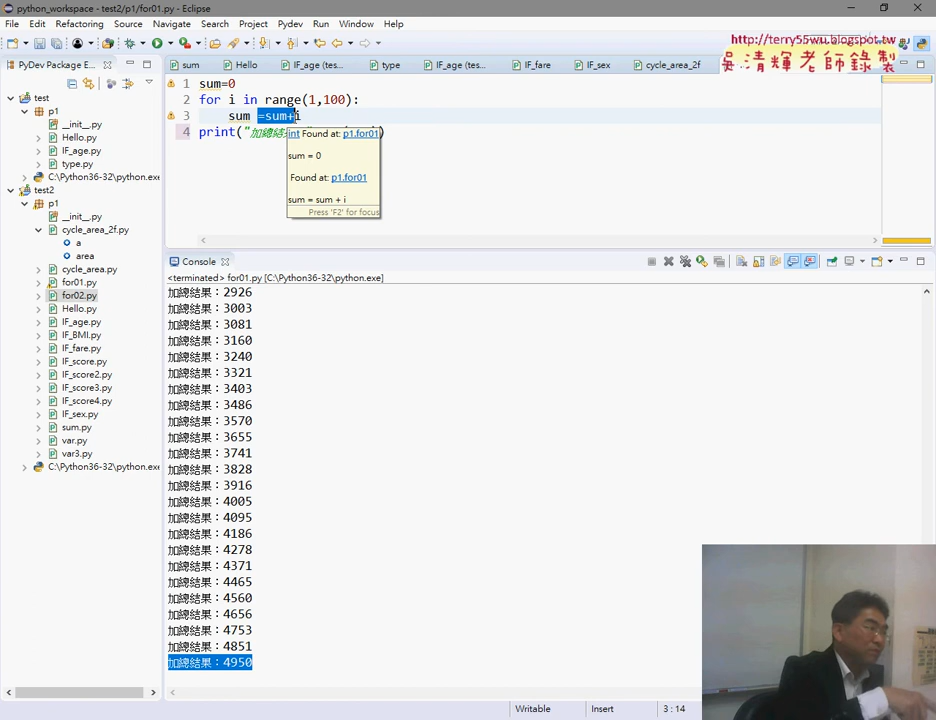 python_workspace - test2/p1/for01.py - Eclipse
File Edit Refactoring Source Navigate Search Project Pydev Run Window Help
http://terry55wu.blogspot.tw
吳清輝老師錄製
PyDev Package E...
sum Hello IF_age (tes... type IF_age (tes... IF_fare IF_sex cycle_area_2f
test
p1
__init__.py
Hello.py
IF_age.py
type.py
C:\Python36-32\python.exe
test2
p1
__init__.py
cycle_area_2f.py
a
area
cycle_area.py
for01.py
for02.py
Hello.py
IF_age.py
IF_BMI.py
IF_fare.py
IF_score.py
IF_score2.py
IF_score3.py
IF_score4.py
IF_sex.py
sum.py
var.py
var3.py
C:\Python36-32\python.exe
1 sum=0
2 for i in range(1,100):
3 sum =sum+i
4 print("加總結
int Found at: p1.for01
sum = 0
Found at: p1.for01
sum = sum + i
Press 'F2' for focus
Console
<terminated> for01.py [C:\Python36-32\python.exe]
加總結果：2926
加總結果：3003
加總結果：3081
加總結果：3160
加總結果：3240
加總結果：3321
加總結果：3403
加總結果：3486
加總結果：3570
加總結果：3655
加總結果：3741
加總結果：3828
加總結果：3916
加總結果：4005
加總結果：4095
加總結果：4186
加總結果：4278
加總結果：4371
加總結果：4465
加總結果：4560
加總結果：4656
加總結果：4753
加總結果：4851
加總結果：4950
Writable Insert 3 : 14